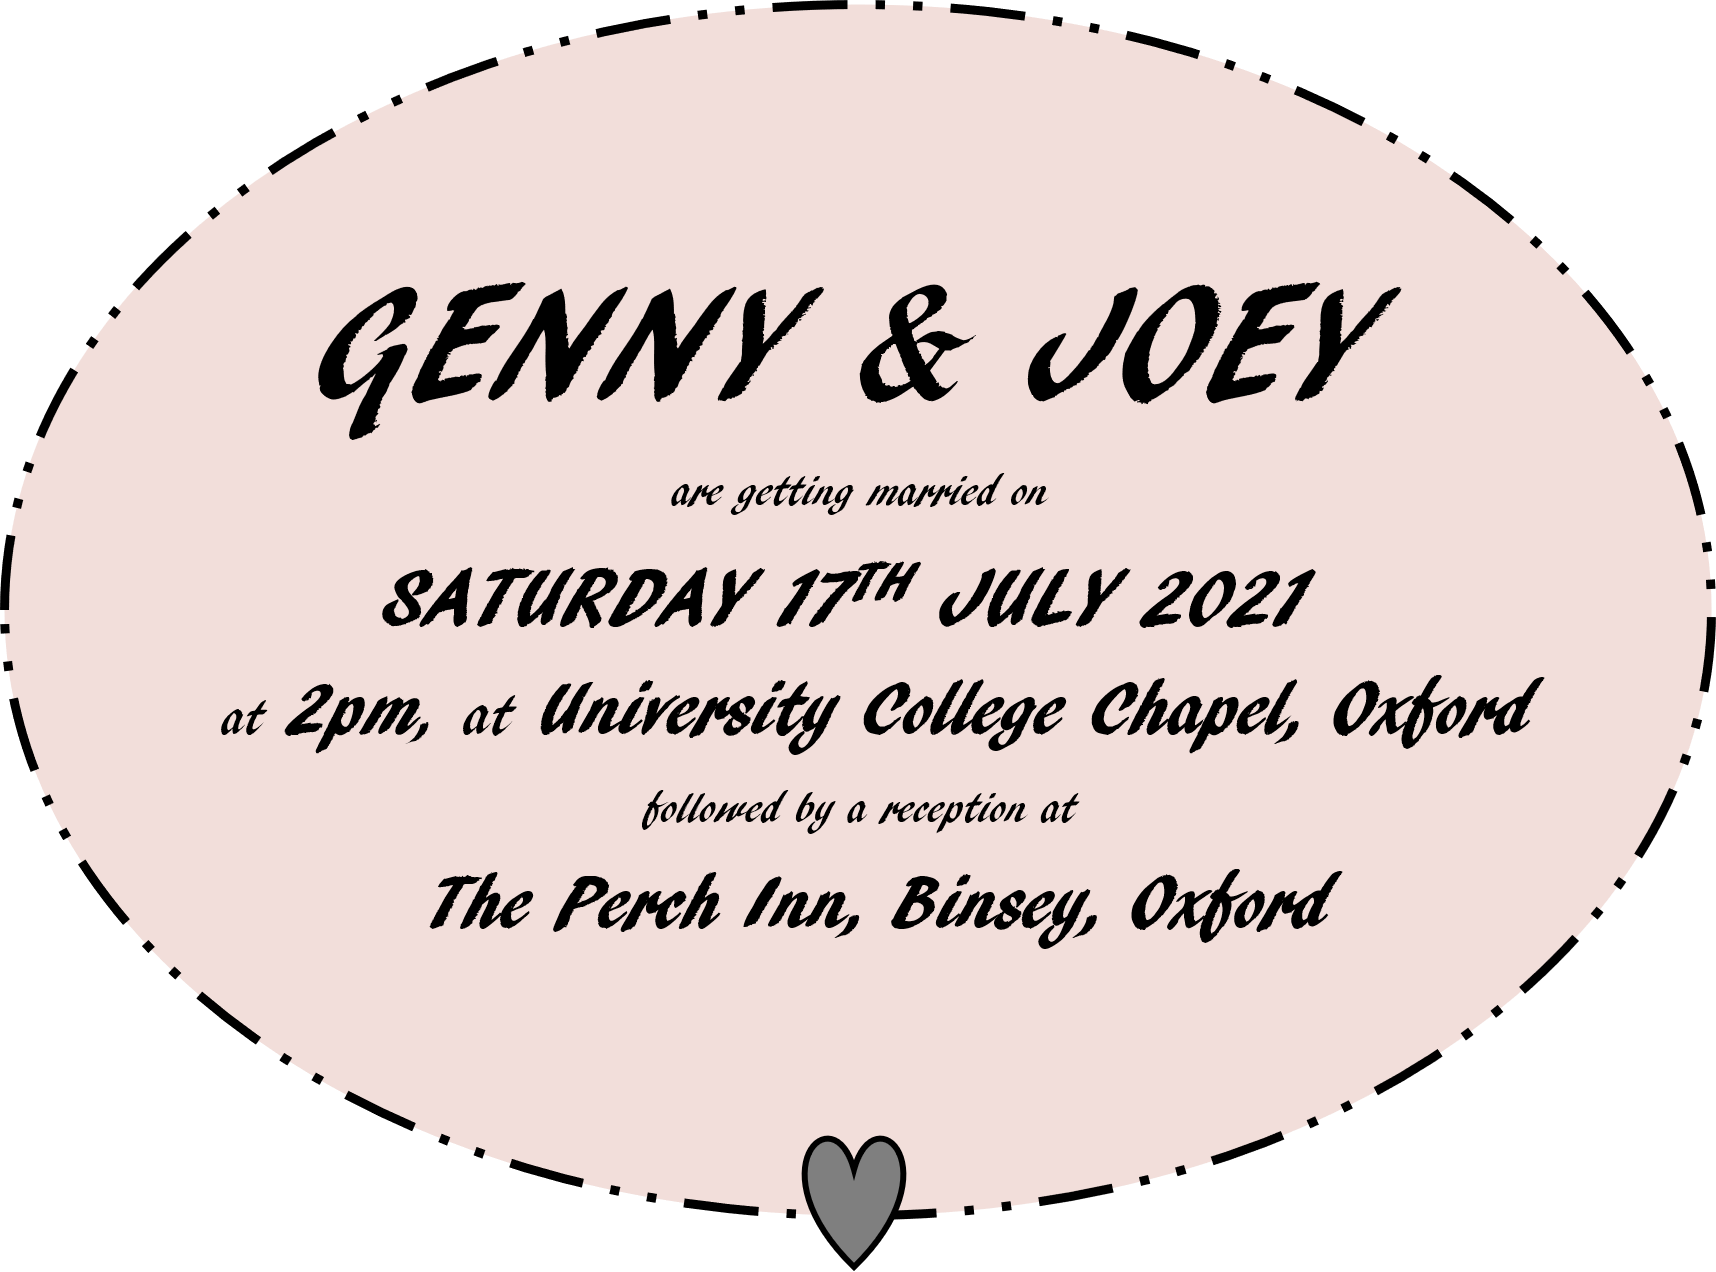 GENNY & JOEY
are getting married on
SATURDAY 17TH JULY 2021
at 2pm, at University College Chapel, Oxford
followed by a reception at
The Perch Inn, Binsey, Oxford